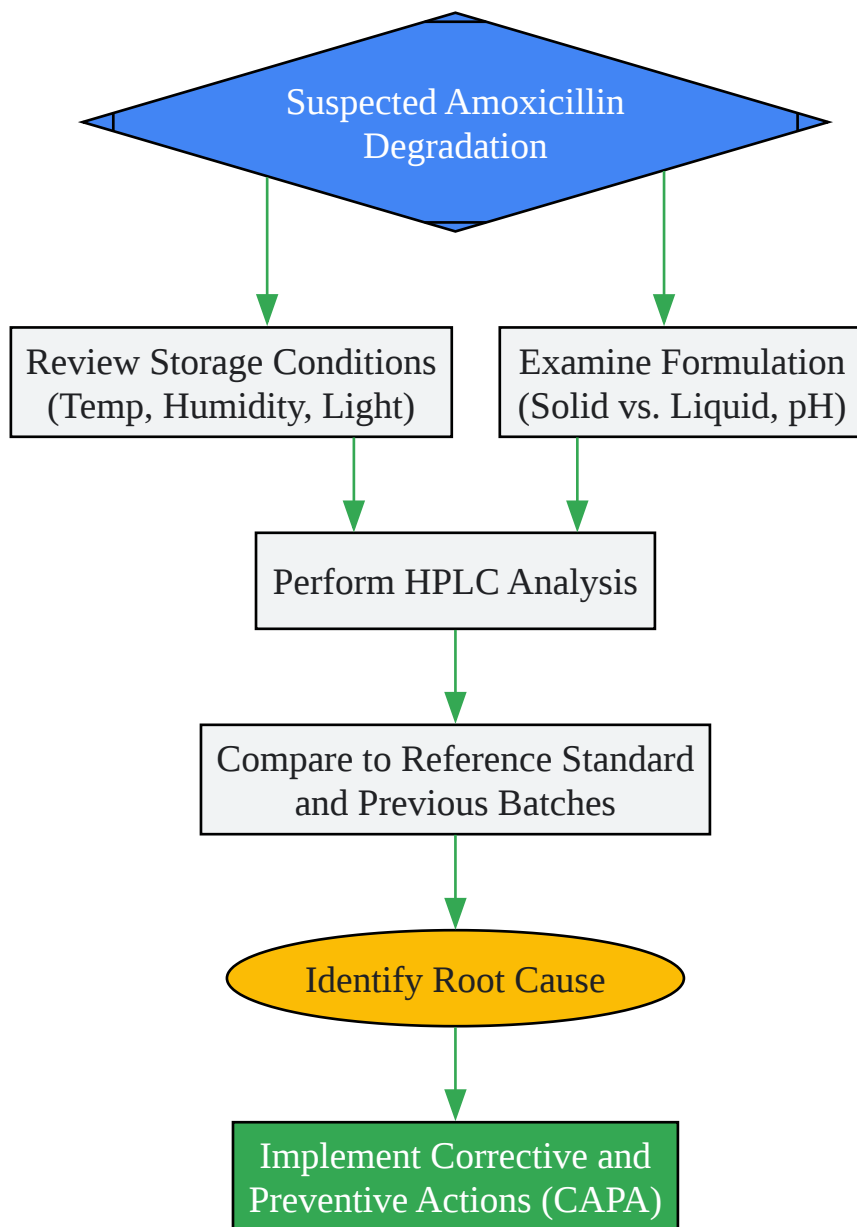 Suspected Amoxicillin
Degradation
Review Storage Conditions
(Temp, Humidity, Light)
Examine Formulation
(Solid vs. Liquid, pH)
Perform HPLC Analysis
Compare to Reference Standard
and Previous Batches
Identify Root Cause
Implement Corrective and
Preventive Actions (CAPA)